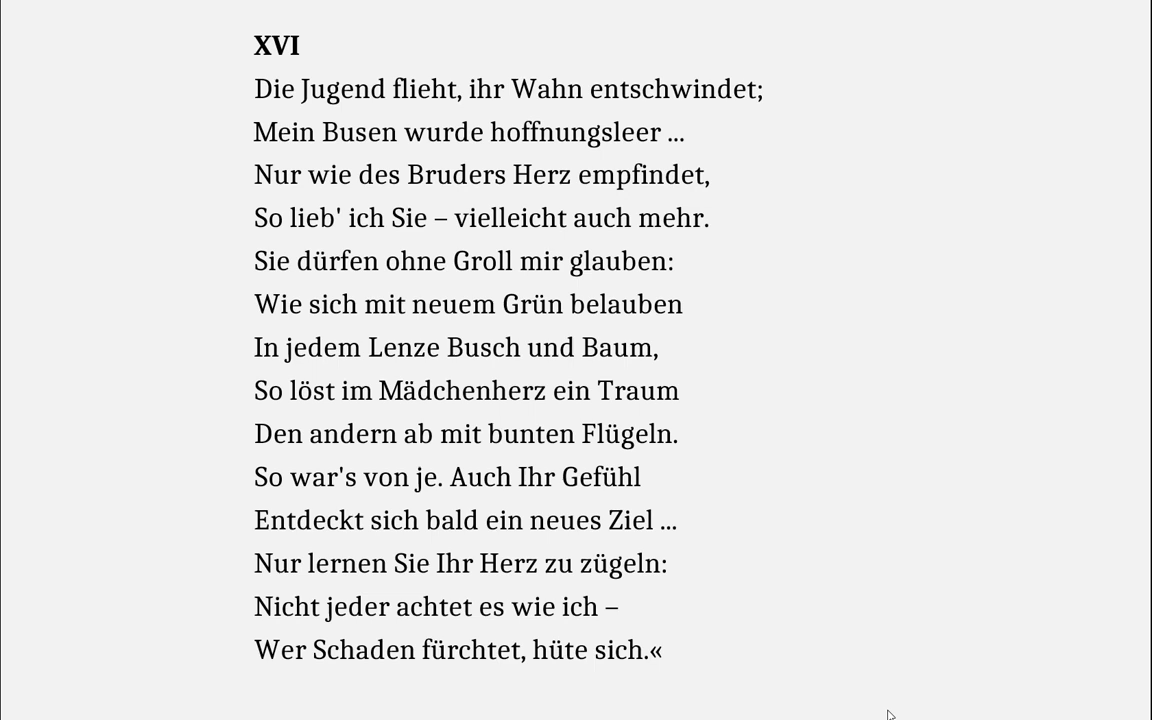 XVI
Die Jugend flieht, ihr Wahn entschwindet;
Mein Busen wurde hoffnungsleer ...
Nur wie des Bruders Herz empfindet,
So lieb' ich Sie – vielleicht auch mehr.
Sie dürfen ohne Groll mir glauben:
Wie sich mit neuem Grün belauben
In jedem Lenze Busch und Baum,
So löst im Mädchenherz ein Traum
Den andern ab mit bunten Flügeln.
So war's von je. Auch Ihr Gefühl
Entdeckt sich bald ein neues Ziel ...
Nur lernen Sie Ihr Herz zu zügeln:
Nicht jeder achtet es wie ich –
Wer Schaden fürchtet, hüte sich.«